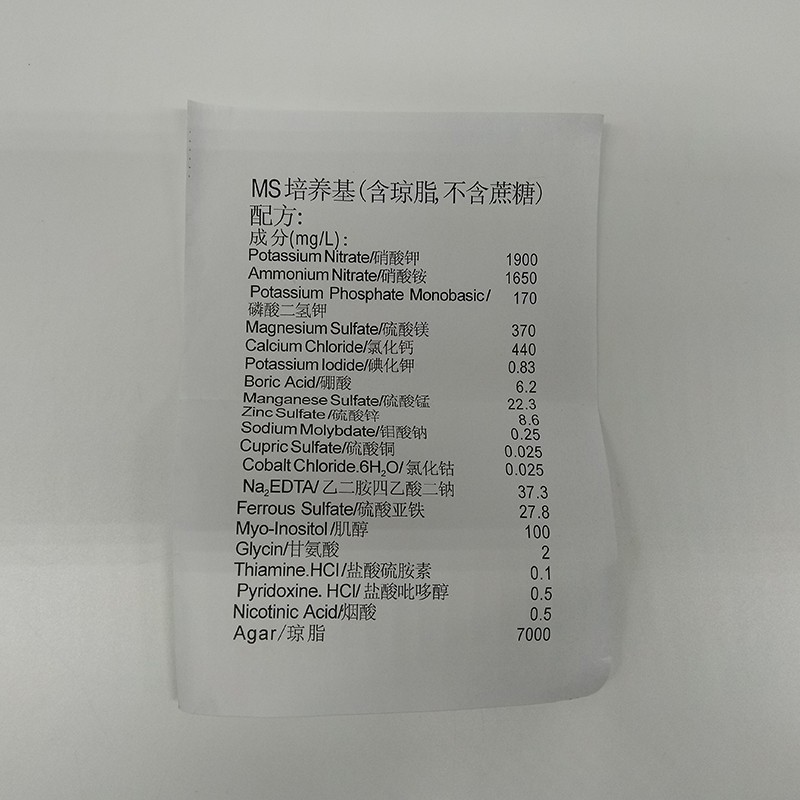 MS培养基(含琼脂,不含蔗糖)
配方:
成分(mg/L):
Potassium Nitrate/硝酸钾 1900
Ammonium Nitrate/硝酸铵 1650
Potassium Phosphate Monobasic/ 170
磷酸二氢钾
Magnesium Sulfate/硫酸镁 370
Calcium Chloride/氯化钙 440
Potassium Iodide/碘化钾 0.83
Boric Acid/硼酸 6.2
Manganese Sulfate/硫酸锰 22.3
Zinc Sulfate/硫酸锌 8.6
Sodium Molybdate/钼酸钠 0.25
Cupric Sulfate/硫酸铜 0.025
Cobalt Chloride.6H₂O/氯化钴 0.025
Na₂EDTA/乙二胺四乙酸二钠 37.3
Ferrous Sulfate/硫酸亚铁 27.8
Myo-Inositol/肌醇 100
Glycin/甘氨酸 2
Thiamine.HCl/盐酸硫胺素 0.1
Pyridoxine. HCl/盐酸吡哆醇 0.5
Nicotinic Acid/烟酸 0.5
Agar/琼脂 7000